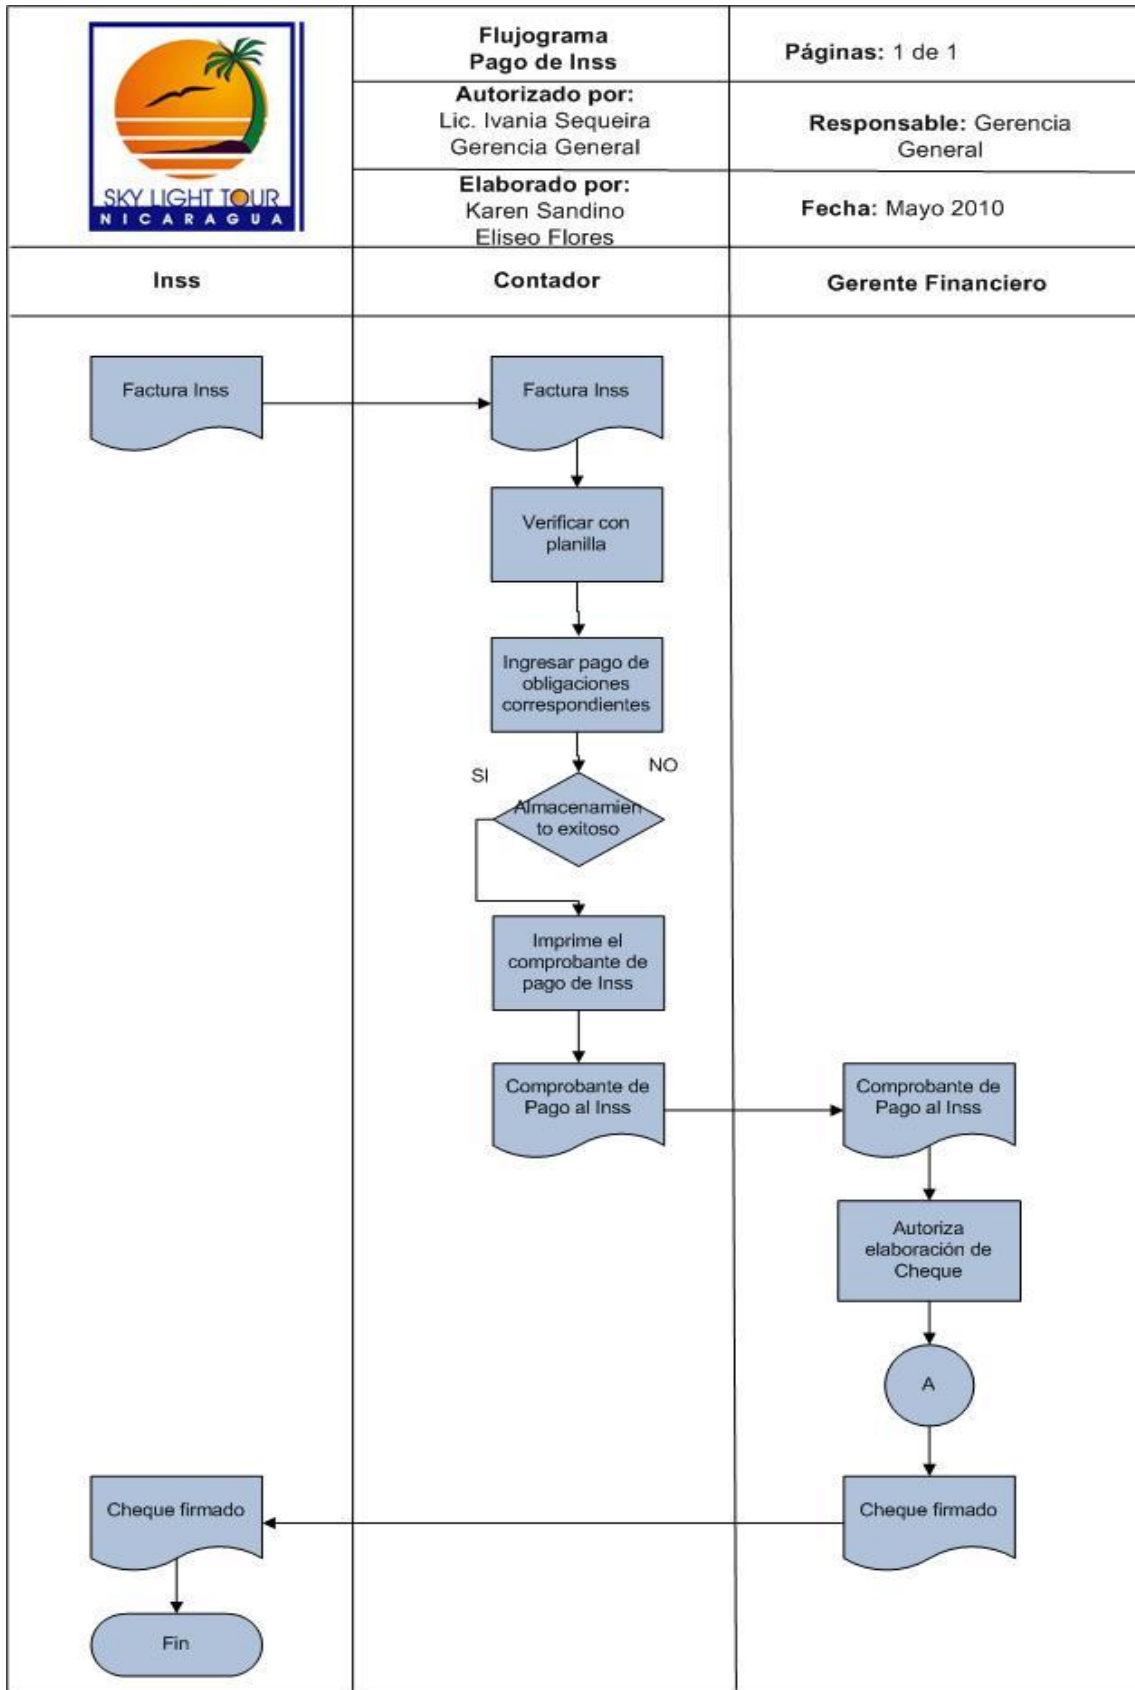 SKY LIGHT TOUR
NICARAGUA
Flujograma
Pago de Inss
Páginas: 1 de 1
Autorizado por:
Lic. Ivania Sequeira
Gerencia General
Responsable: Gerencia
General
Elaborado por:
Karen Sandino
Eliseo Flores
Fecha: Mayo 2010
Inss
Contador
Gerente Financiero
Factura Inss
Factura Inss
Verificar con
planilla
Ingresar pago de
obligaciones
correspondientes
SI
NO
Almacenamien
to exitoso
Imprime el
comprobante de
pago de Inss
Comprobante de
Pago al Inss
Comprobante de
Pago al Inss
Autoriza
elaboración de
Cheque
A
Cheque firmado
Cheque firmado
Fin